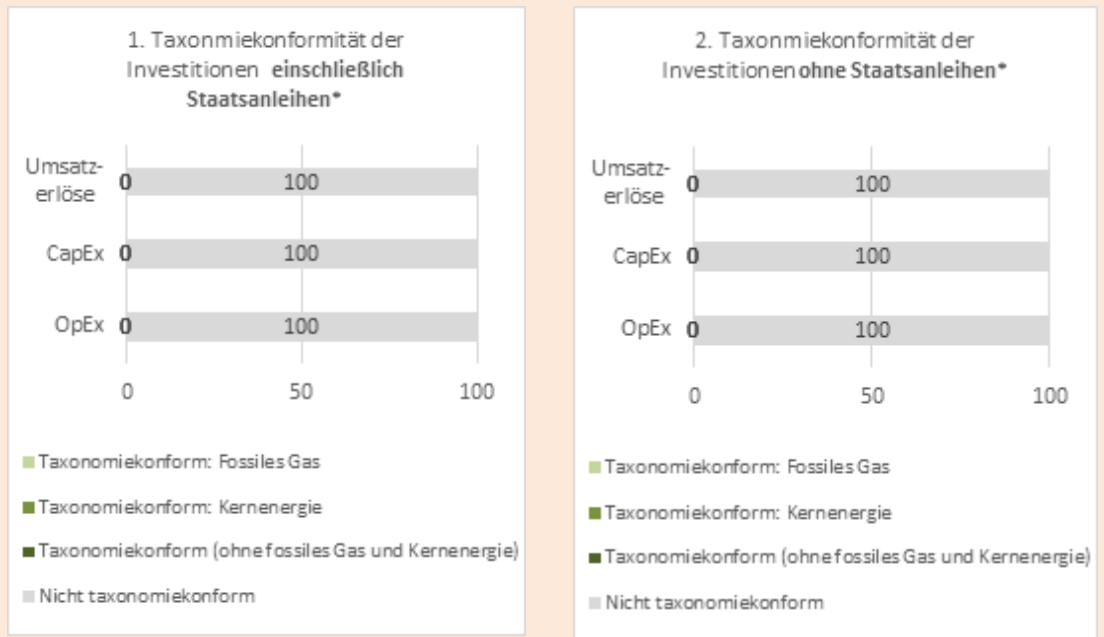 1. Taxonmiekonformität der
Investitionen einschließlich
Staatsanleihen*
Umsatz-
erlöse
0
100
CapEx
0
100
OpEx
0
100
0
50
100
Taxonomiekonform: Fossiles Gas
Taxonomiekonform: Kernenergie
Taxonomiekonform (ohne fossiles Gas und Kernenergie)
Nicht taxonomiekonform
2. Taxonmiekonformität der
Investitionen ohne Staatsanleihen*
Umsatz-
erlöse
0
100
CapEx
0
100
OpEx
0
100
0
50
100
Taxonomiekonform: Fossiles Gas
Taxonomiekonform: Kernenergie
Taxonomiekonform (ohne fossiles Gas und Kernenergie)
Nicht taxonomiekonform